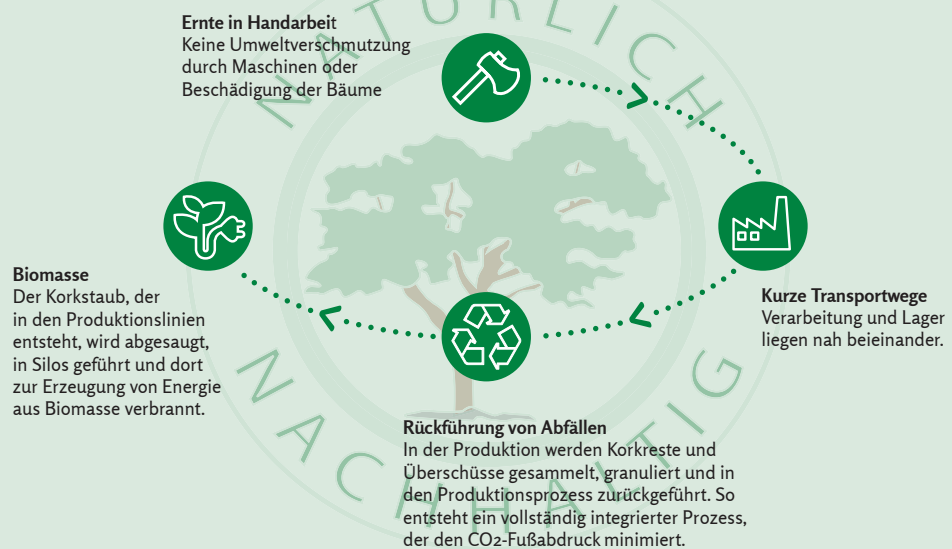 NATÜRLICH
Ernte in Handarbeit
Keine Umweltverschmutzung
durch Maschinen oder
Beschädigung der Bäume
Kurze Transportwege
Verarbeitung und Lager
liegen nah beieinander.
Rückführung von Abfällen
In der Produktion werden Korkreste und
Überschüsse gesammelt, granuliert und in
den Produktionsprozess zurückgeführt. So
entsteht ein vollständig integrierter Prozess,
der den CO2-Fußabdruck minimiert.
Biomasse
Der Korkstaub, der
in den Produktionslinien
entsteht, wird abgesaugt,
in Silos geführt und dort
zur Erzeugung von Energie
aus Biomasse verbrannt.
NACHHALTIG